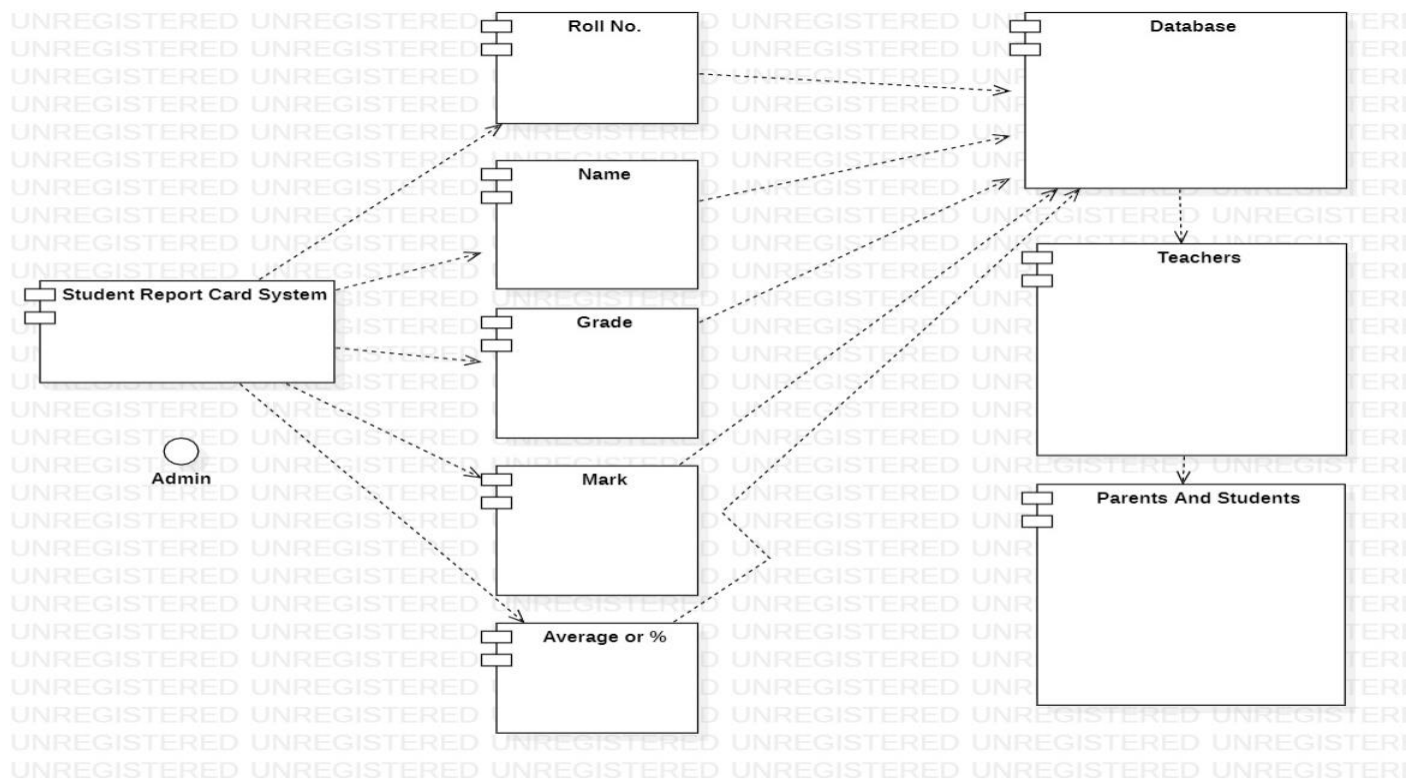 Roll No.
Database
Name
Teachers
Student Report Card System
Grade
Admin
Mark
Parents And Students
Average or %
UNREGISTERED